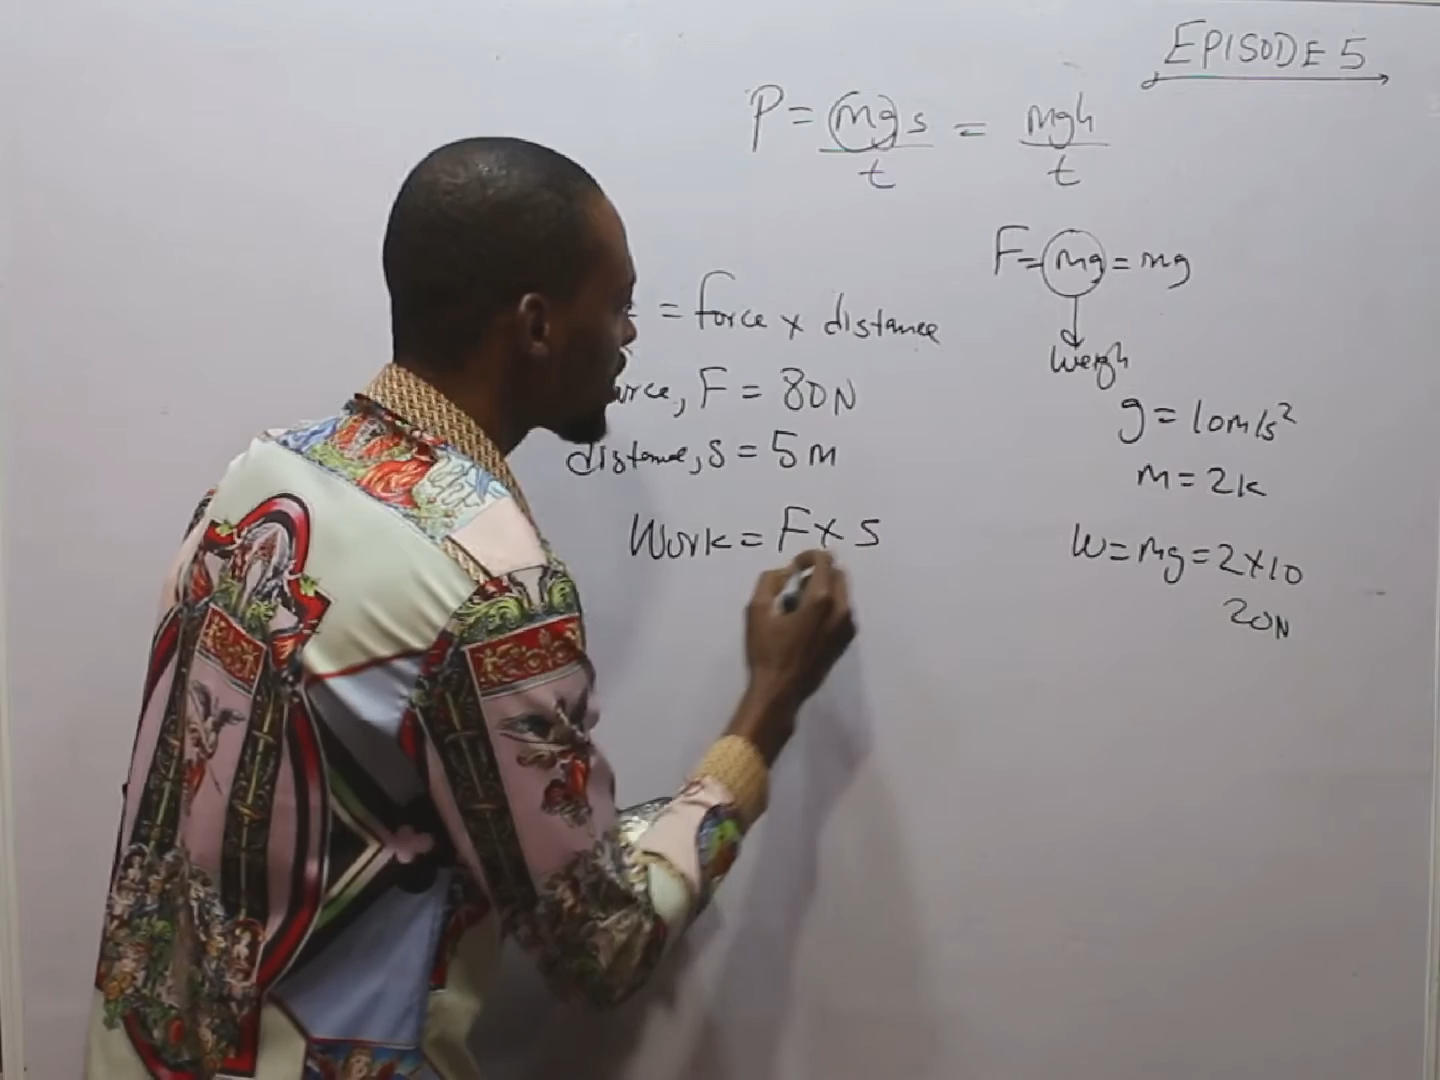 EPISODE 5
P = mgs/t = mgh/t
F = mg = mg
weigh
= force x distance
F = 80N
distance, s = 5m
Work = F x s
g = 10m/s²
m = 2k
W = mg = 2x10
20N